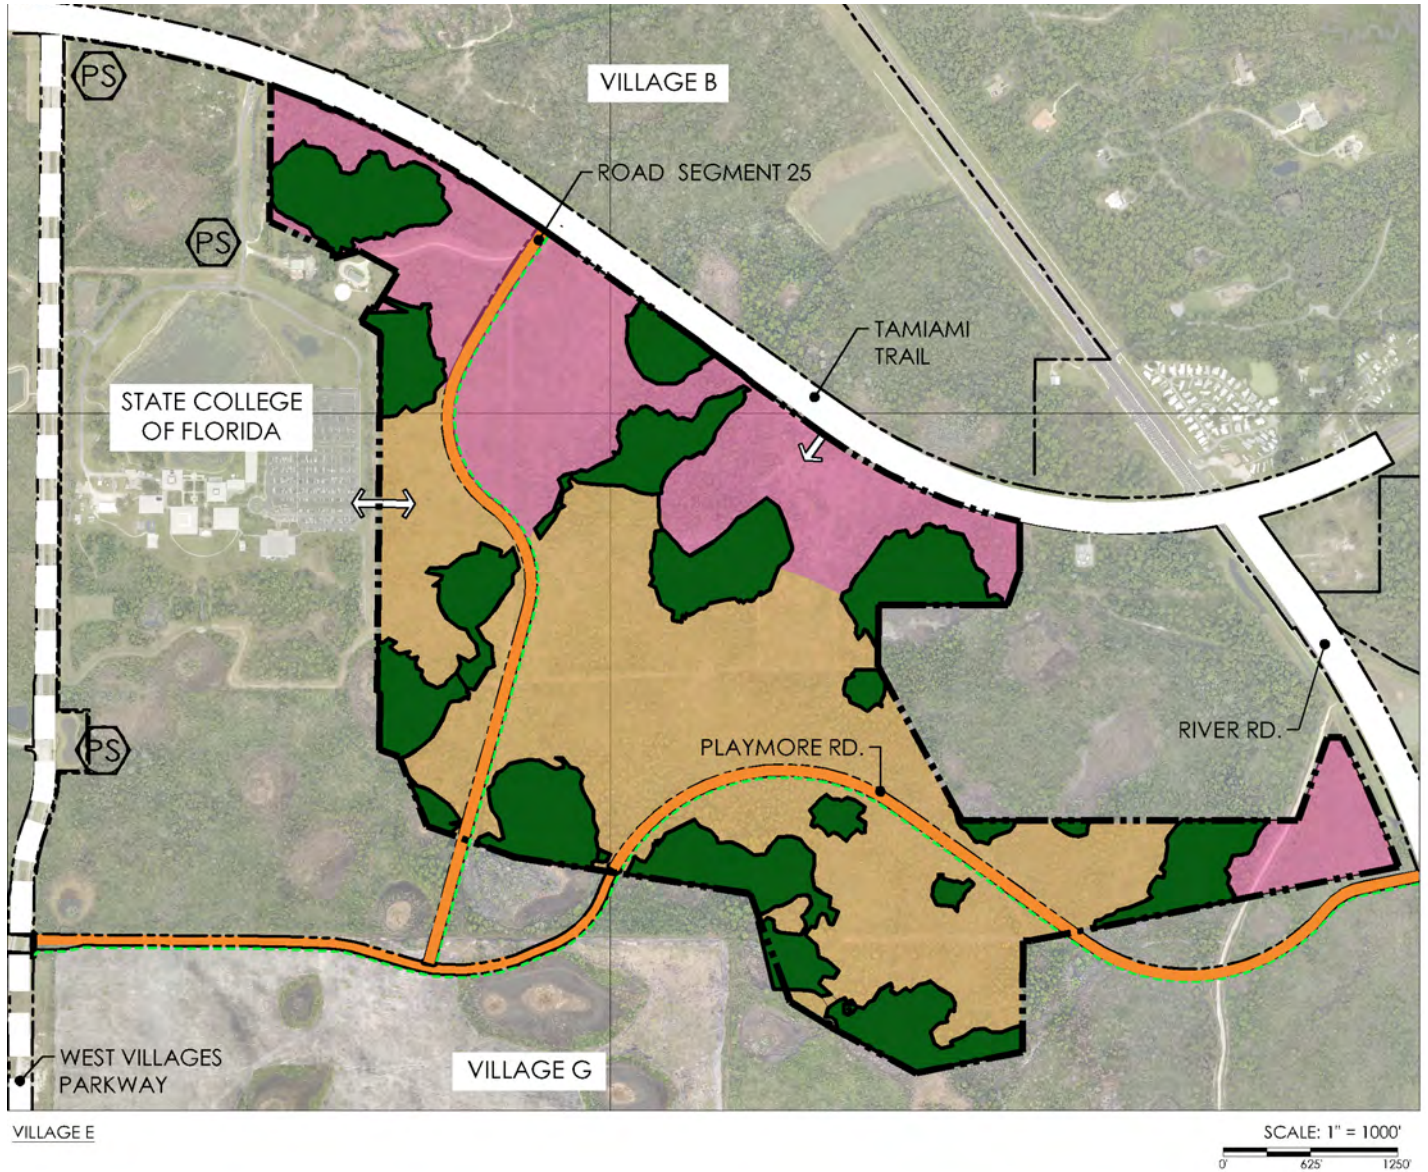 PS
VILLAGE B
ROAD SEGMENT 25
PS
TAMIAMI
TRAIL
STATE COLLEGE
OF FLORIDA
RIVER RD.
PLAYMORE RD.
PS
WEST VILLAGES
PARKWAY
VILLAGE G
VILLAGE E
SCALE: 1" = 1000'
0' 625' 1250'